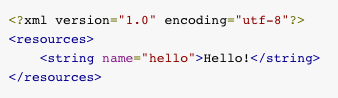 <?xml version="1.0" encoding="utf-8"?>
<resources>
    <string name="hello">Hello!</string>
</resources>